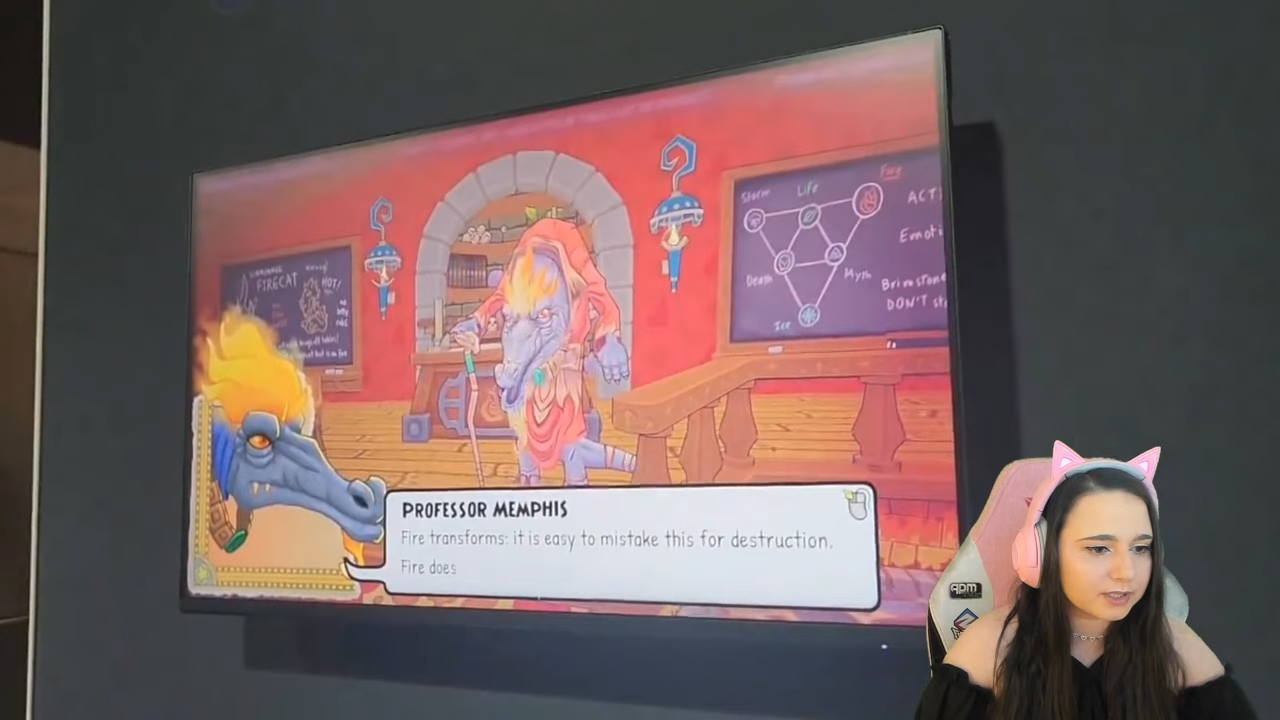 Storm
Life
Fire
ACTI
Emoti
Death
Myth
Brimstone
DON'T st
Ice
FIRECAT
HOT!
PROFESSOR MEMPHIS
Fire transforms: it is easy to mistake this for destruction.
Fire does